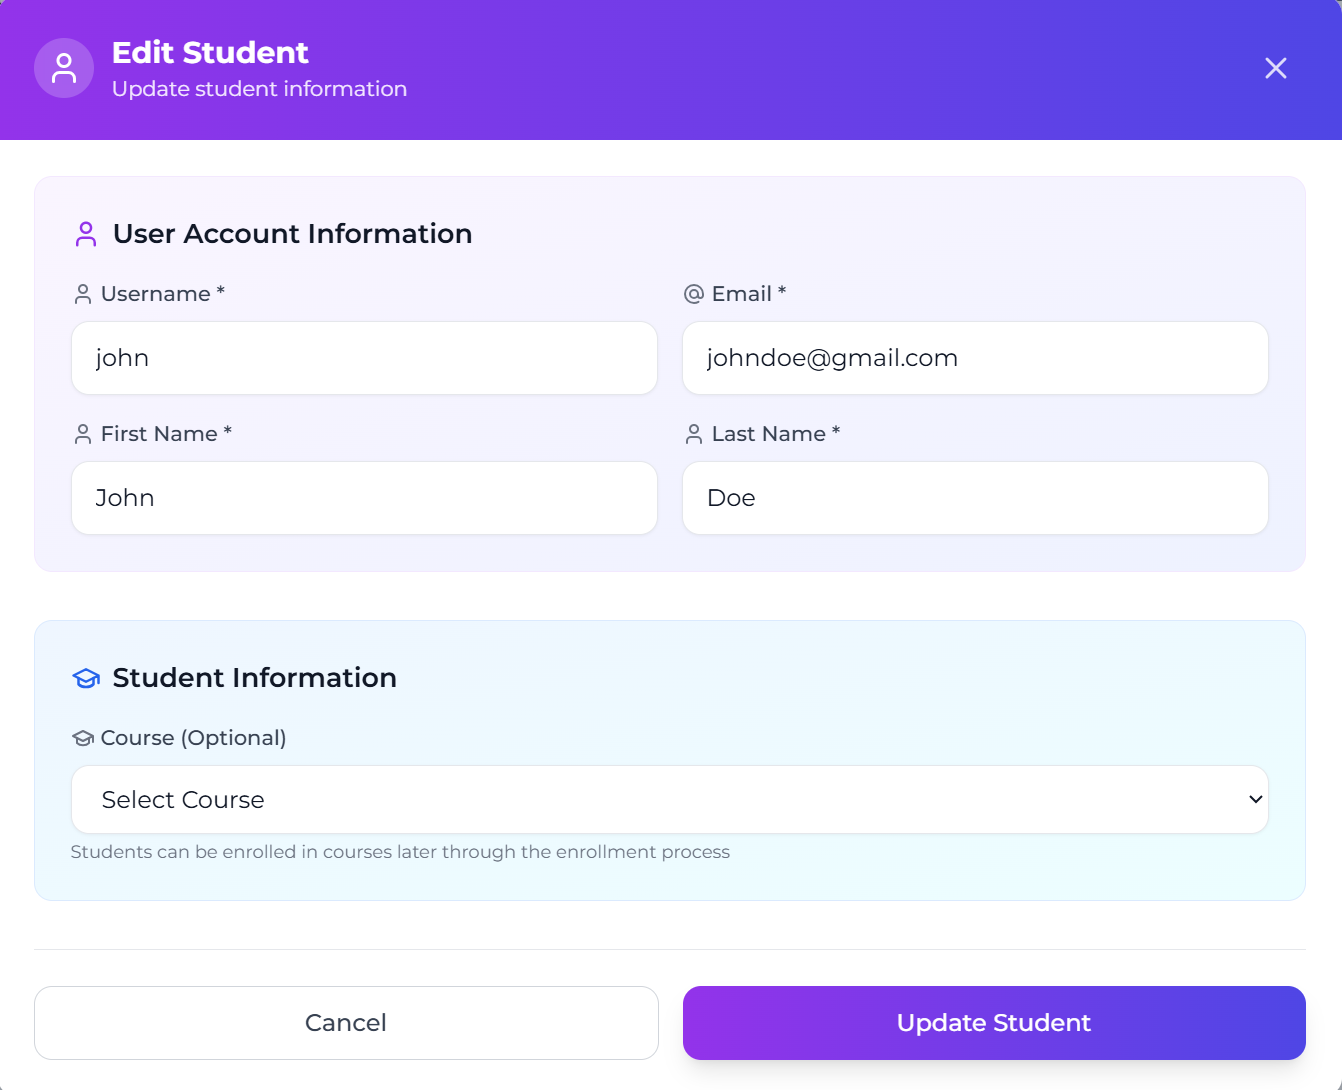 Edit Student
Update student information
User Account Information
Username *
Email *
john
johndoe@gmail.com
First Name *
Last Name *
John
Doe
Student Information
Course (Optional)
Select Course
Students can be enrolled in courses later through the enrollment process
Cancel
Update Student